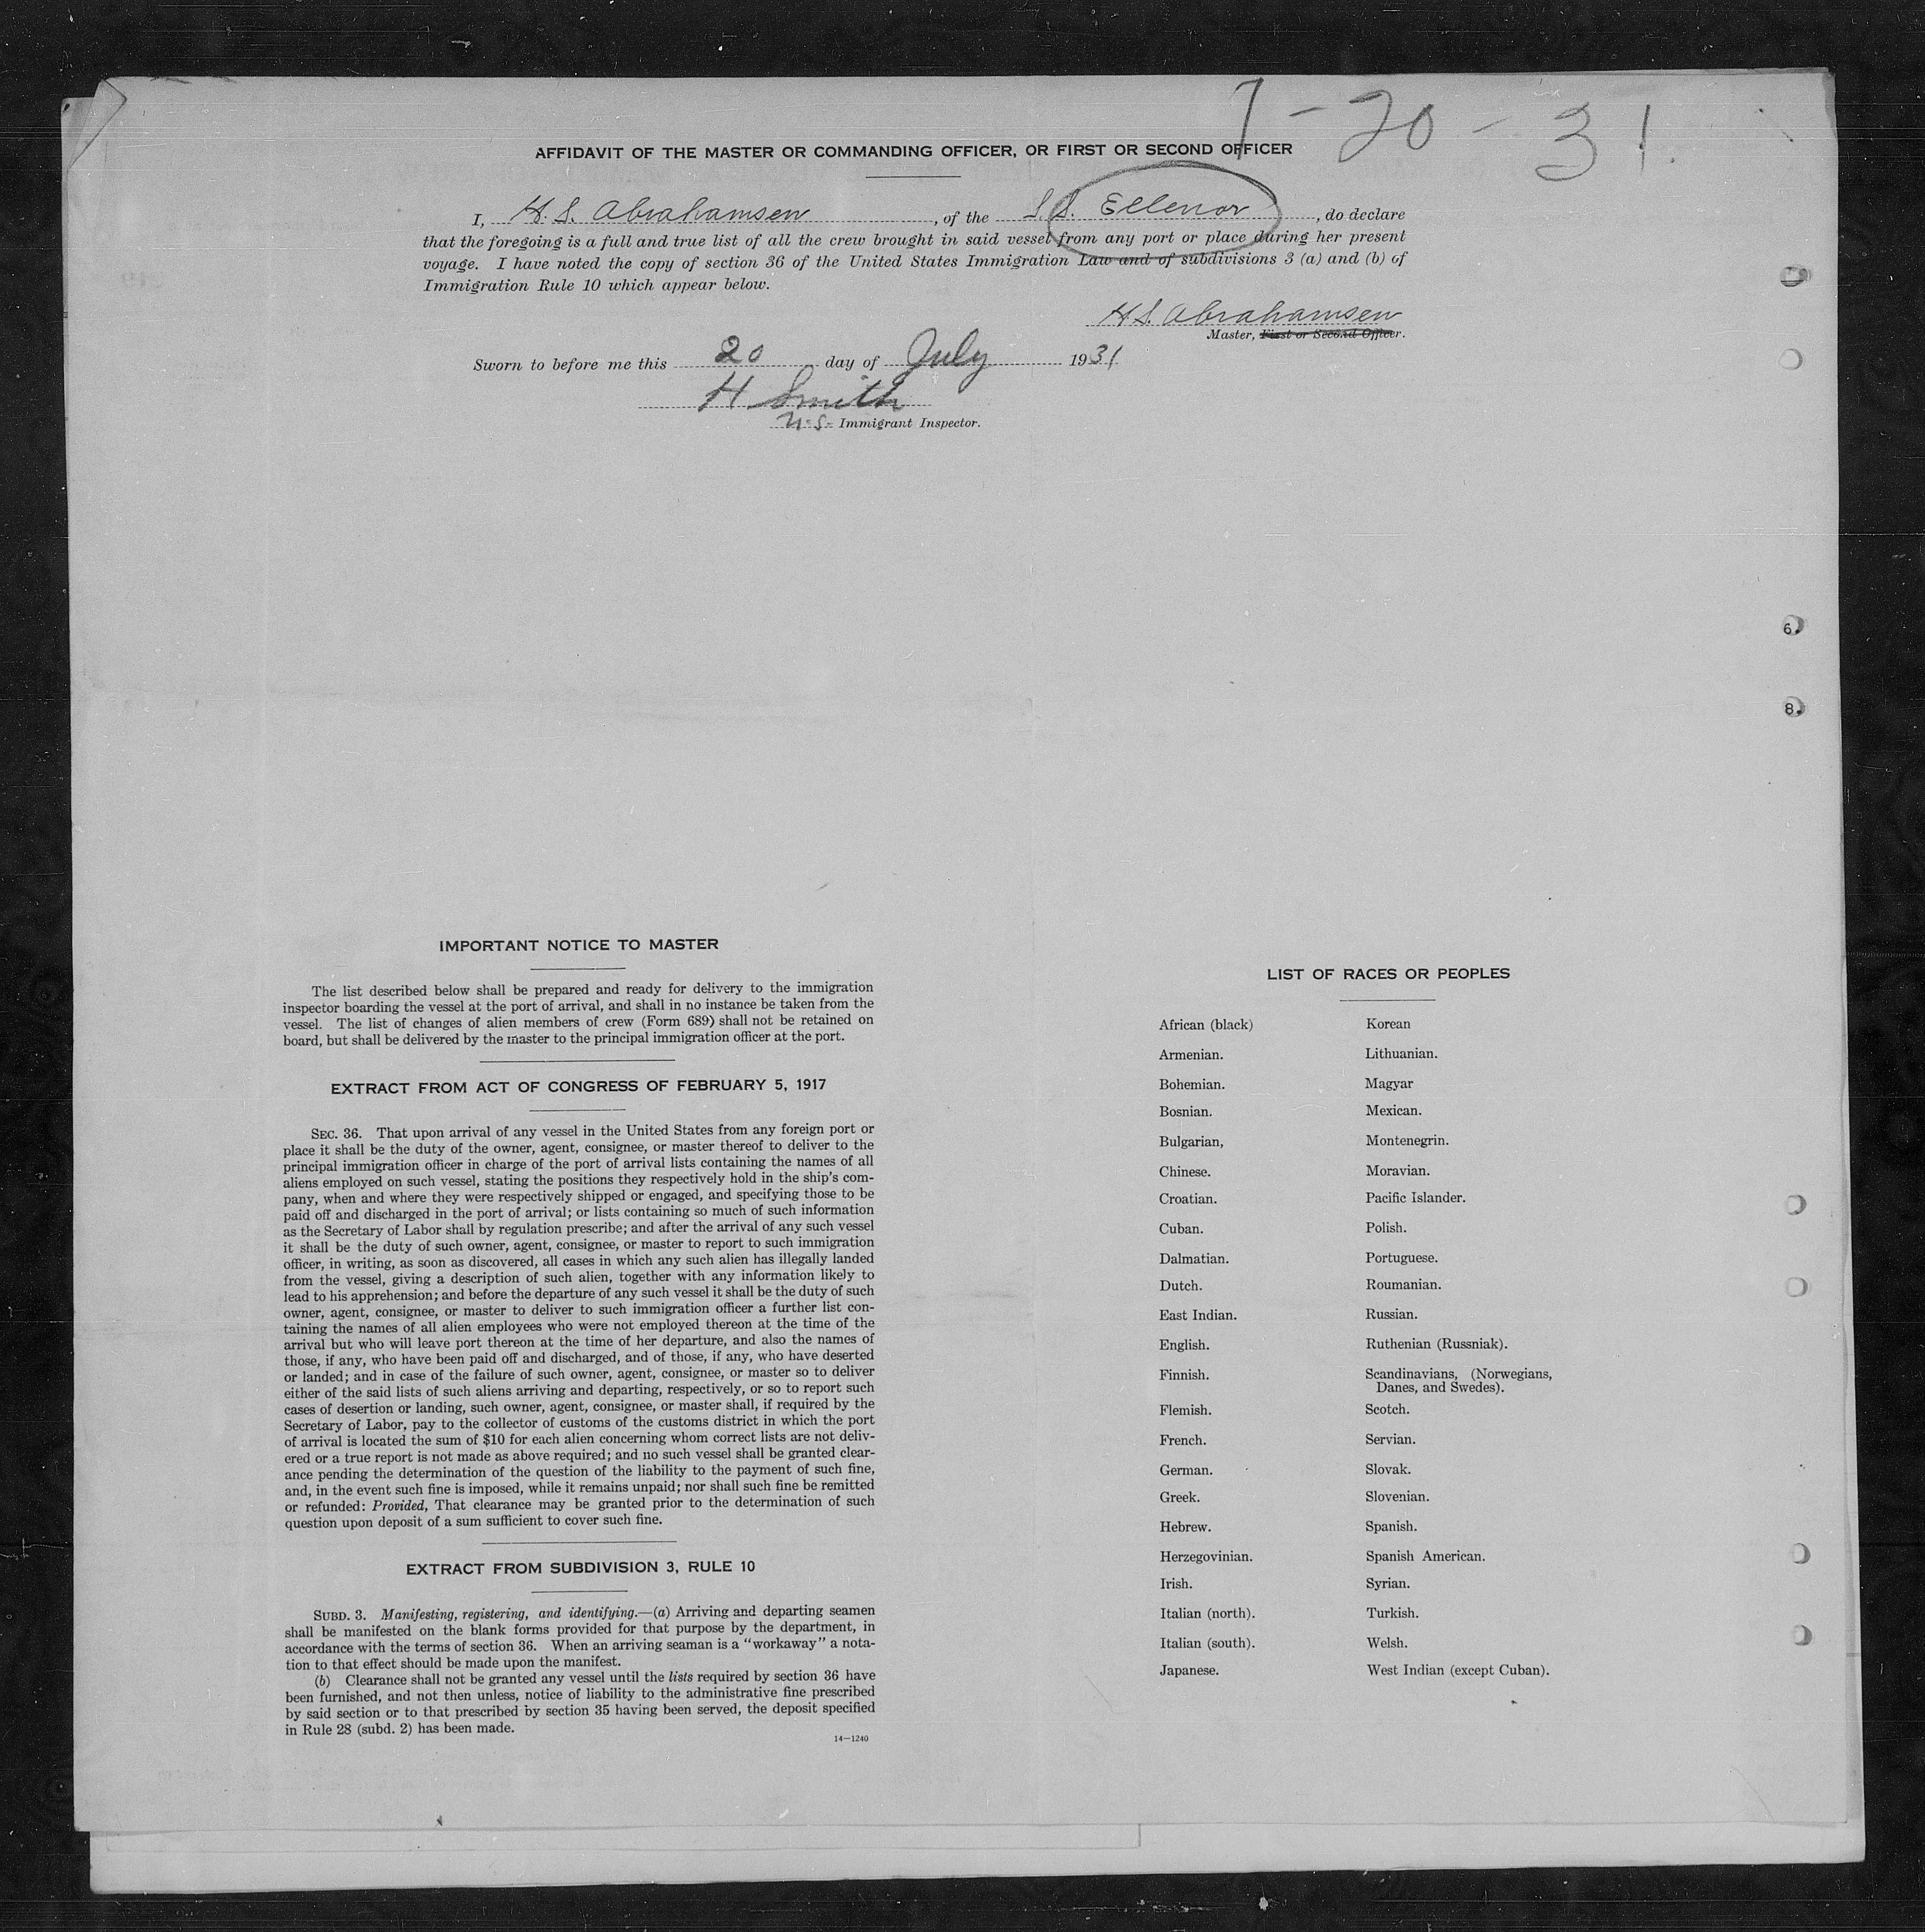 7-20-31.
AFFIDAVIT OF THE MASTER OR COMMANDING OFFICER, OR FIRST OR SECOND OFFICER
I, H. S. Abrahamsen, of the S.S. Ellenor, do declare
that the foregoing is a full and true list of all the crew brought in said vessel from any port or place during her present
voyage. I have noted the copy of section 36 of the United States Immigration Law and of subdivisions 3 (a) and (b) of
Immigration Rule 10 which appear below.
H S. Abrahamsen
Master, First or Second Officer.
Sworn to before me this 20 day of July 1931
H Smith
U.S. Immigrant Inspector.
6.
8.
IMPORTANT NOTICE TO MASTER
The list described below shall be prepared and ready for delivery to the immigration
inspector boarding the vessel at the port of arrival, and shall in no instance be taken from the
vessel. The list of changes of alien members of crew (Form 689) shall not be retained on
board, but shall be delivered by the master to the principal immigration officer at the port.
EXTRACT FROM ACT OF CONGRESS OF FEBRUARY 5, 1917
SEC. 36. That upon arrival of any vessel in the United States from any foreign port or
place it shall be the duty of the owner, agent, consignee, or master thereof to deliver to the
principal immigration officer in charge of the port of arrival lists containing the names of all
aliens employed on such vessel, stating the positions they respectively hold in the ship's com-
pany, when and where they were respectively shipped or engaged, and specifying those to be
paid off and discharged in the port of arrival; or lists containing so much of such information
as the Secretary of Labor shall by regulation prescribe; and after the arrival of any such vessel
it shall be the duty of such owner, agent, consignee, or master to report to such immigration
officer, in writing, as soon as discovered, all cases in which any such alien has illegally landed
from the vessel, giving a description of such alien, together with any information likely to
lead to his apprehension; and before the departure of any such vessel it shall be the duty of such
owner, agent, consignee, or master to deliver to such immigration officer a further list con-
taining the names of all alien employees who were not employed thereon at the time of the
arrival but who will leave port thereon at the time of her departure, and also the names of
those, if any, who have been paid off and discharged, and of those, if any, who have deserted
or landed; and in case of the failure of such owner, agent, consignee, or master so to deliver
either of the said lists of such aliens arriving and departing, respectively, or so to report such
cases of desertion or landing, such owner, agent, consignee, or master shall, if required by the
Secretary of Labor, pay to the collector of customs of the customs district in which the port
of arrival is located the sum of $10 for each alien concerning whom correct lists are not deliv-
ered or a true report is not made as above required; and no such vessel shall be granted clear-
ance pending the determination of the question of the liability to the payment of such fine,
and, in the event such fine is imposed, while it remains unpaid; nor shall such fine be remitted
or refunded: Provided, That clearance may be granted prior to the determination of such
question upon deposit of a sum sufficient to cover such fine.
EXTRACT FROM SUBDIVISION 3, RULE 10
SUBD. 3. Manifesting, registering, and identifying.—(a) Arriving and departing seamen
shall be manifested on the blank forms provided for that purpose by the department, in
accordance with the terms of section 36. When an arriving seaman is a "workaway" a nota-
tion to that effect should be made upon the manifest.
(b) Clearance shall not be granted any vessel until the lists required by section 36 have
been furnished, and not then unless, notice of liability to the administrative fine prescribed
by said section or to that prescribed by section 35 having been served, the deposit specified
in Rule 28 (subd. 2) has been made.
14—1240
LIST OF RACES OR PEOPLES
African (black)
Armenian.
Bohemian.
Bosnian.
Bulgarian,
Chinese.
Croatian.
Cuban.
Dalmatian.
Dutch.
East Indian.
English.
Finnish.
Flemish.
French.
German.
Greek.
Hebrew.
Herzegovinian.
Irish.
Italian (north).
Italian (south).
Japanese.
Korean
Lithuanian.
Magyar
Mexican.
Montenegrin.
Moravian.
Pacific Islander.
Polish.
Portuguese.
Roumanian.
Russian.
Ruthenian (Russniak).
Scandinavians, (Norwegians,
Danes, and Swedes).
Scotch.
Servian.
Slovak.
Slovenian.
Spanish.
Spanish American.
Syrian.
Turkish.
Welsh.
West Indian (except Cuban).